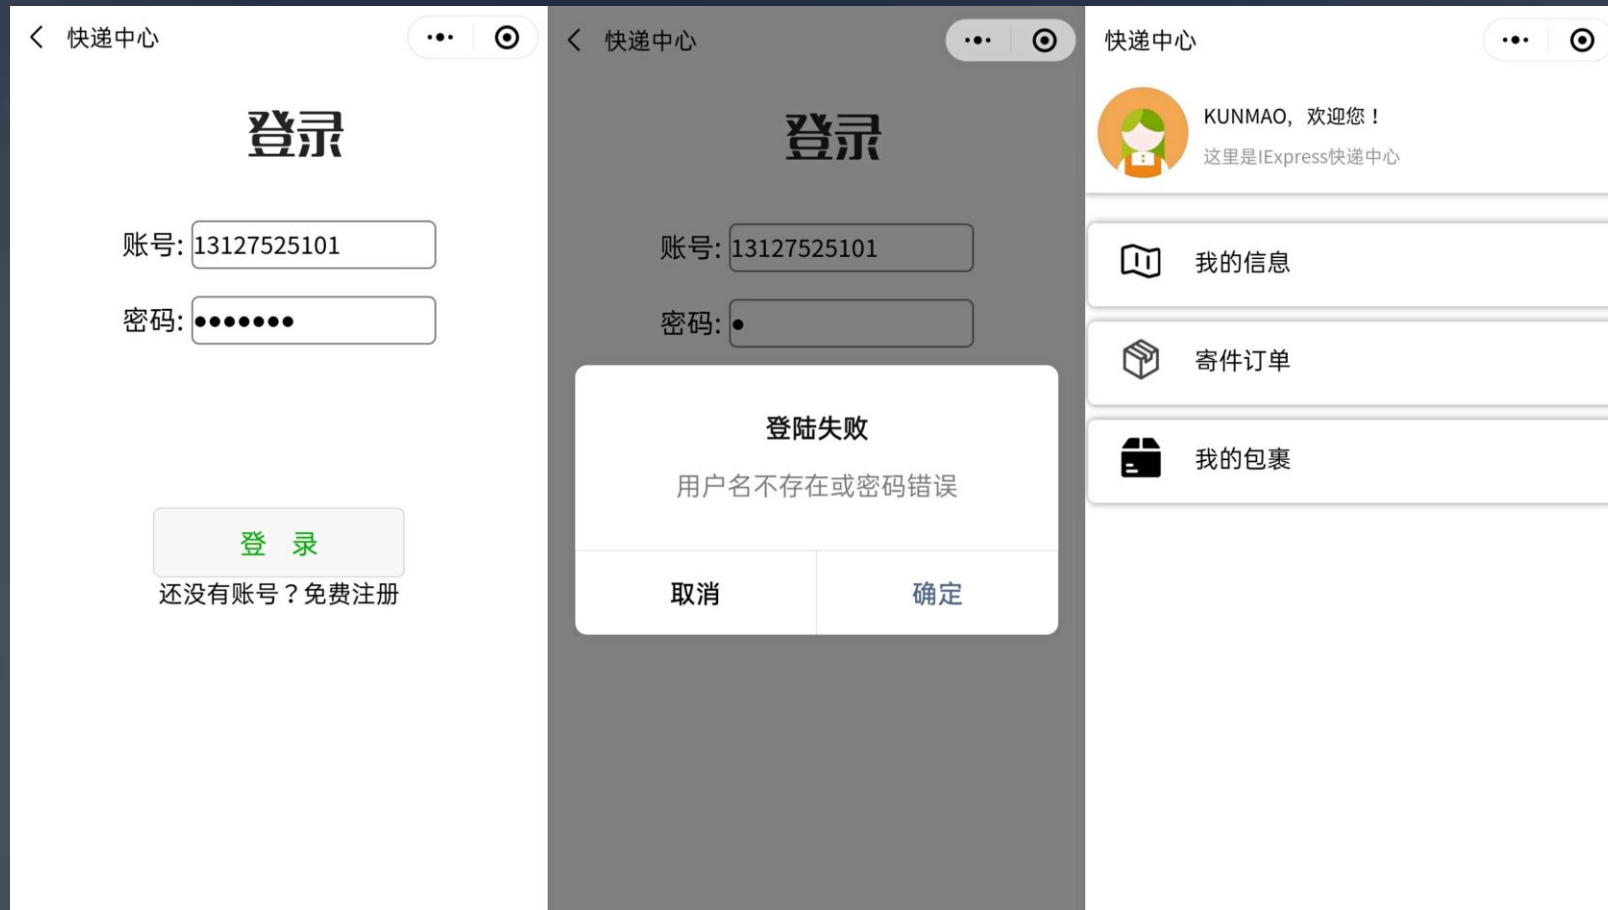 快递中心
登录
账号: 13127525101
密码: •••••••
登 录
还没有账号？免费注册
快递中心
登录
账号: 13127525101
密码: •
登陆失败
用户名不存在或密码错误
取消 确定
快递中心
KUNMAO，欢迎您！
这里是IExpress快递中心
我的信息
寄件订单
我的包裹